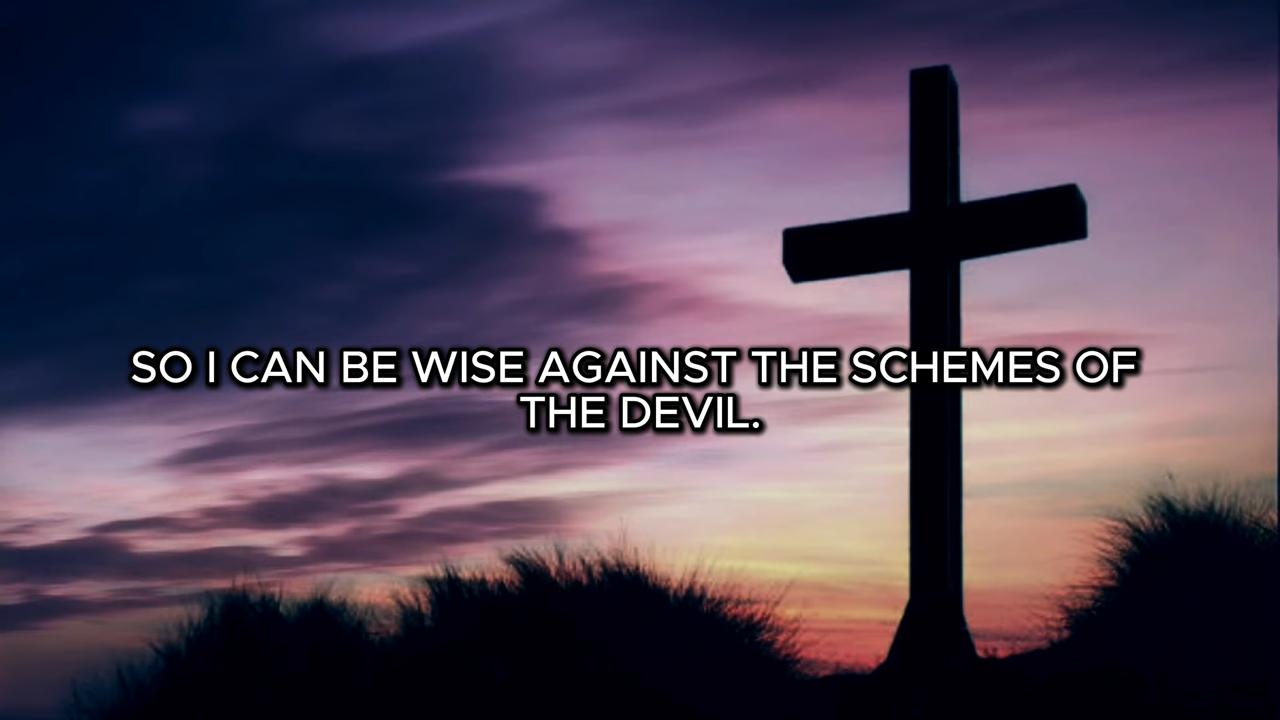 SO I CAN BE WISE AGAINST THE SCHEMES OF
THE DEVIL.